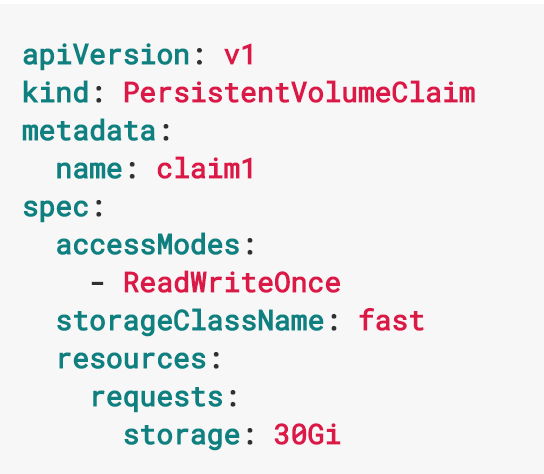 apiVersion: v1
kind: PersistentVolumeClaim
metadata:
  name: claim1
spec:
  accessModes:
    - ReadWriteOnce
  storageClassName: fast
  resources:
    requests:
      storage: 30Gi